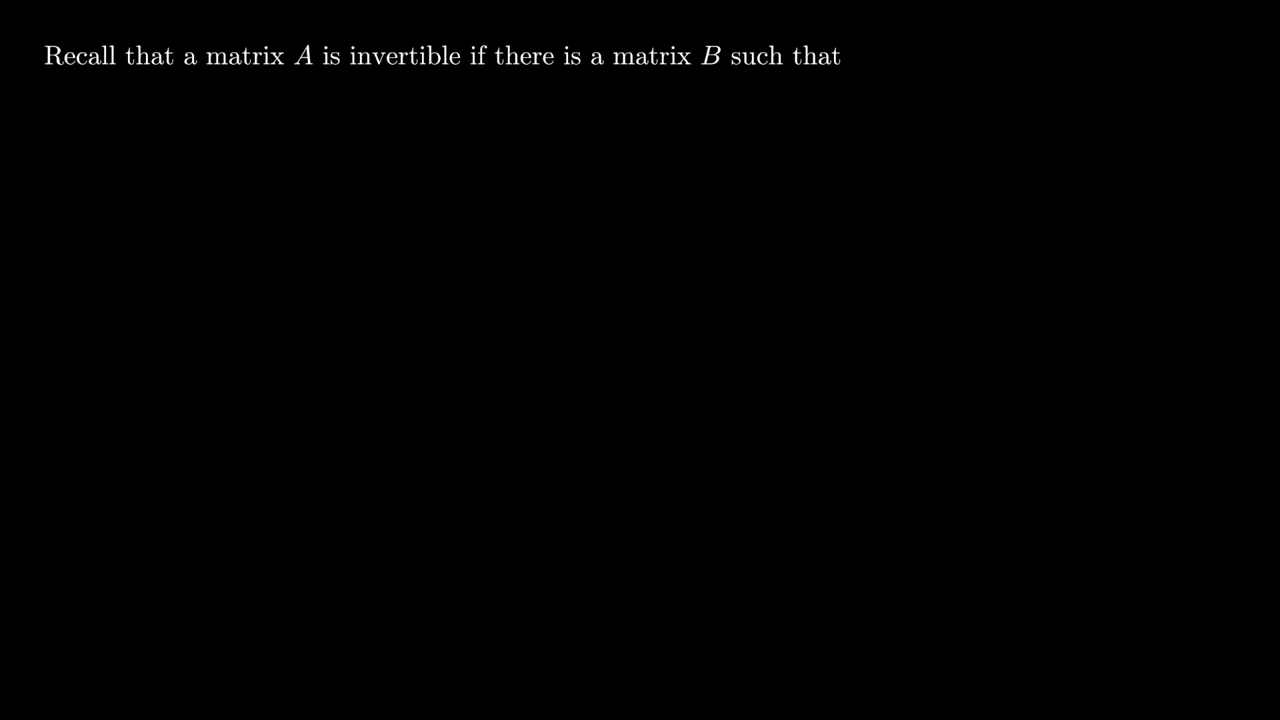 Recall that a matrix A is invertible if there is a matrix B such that